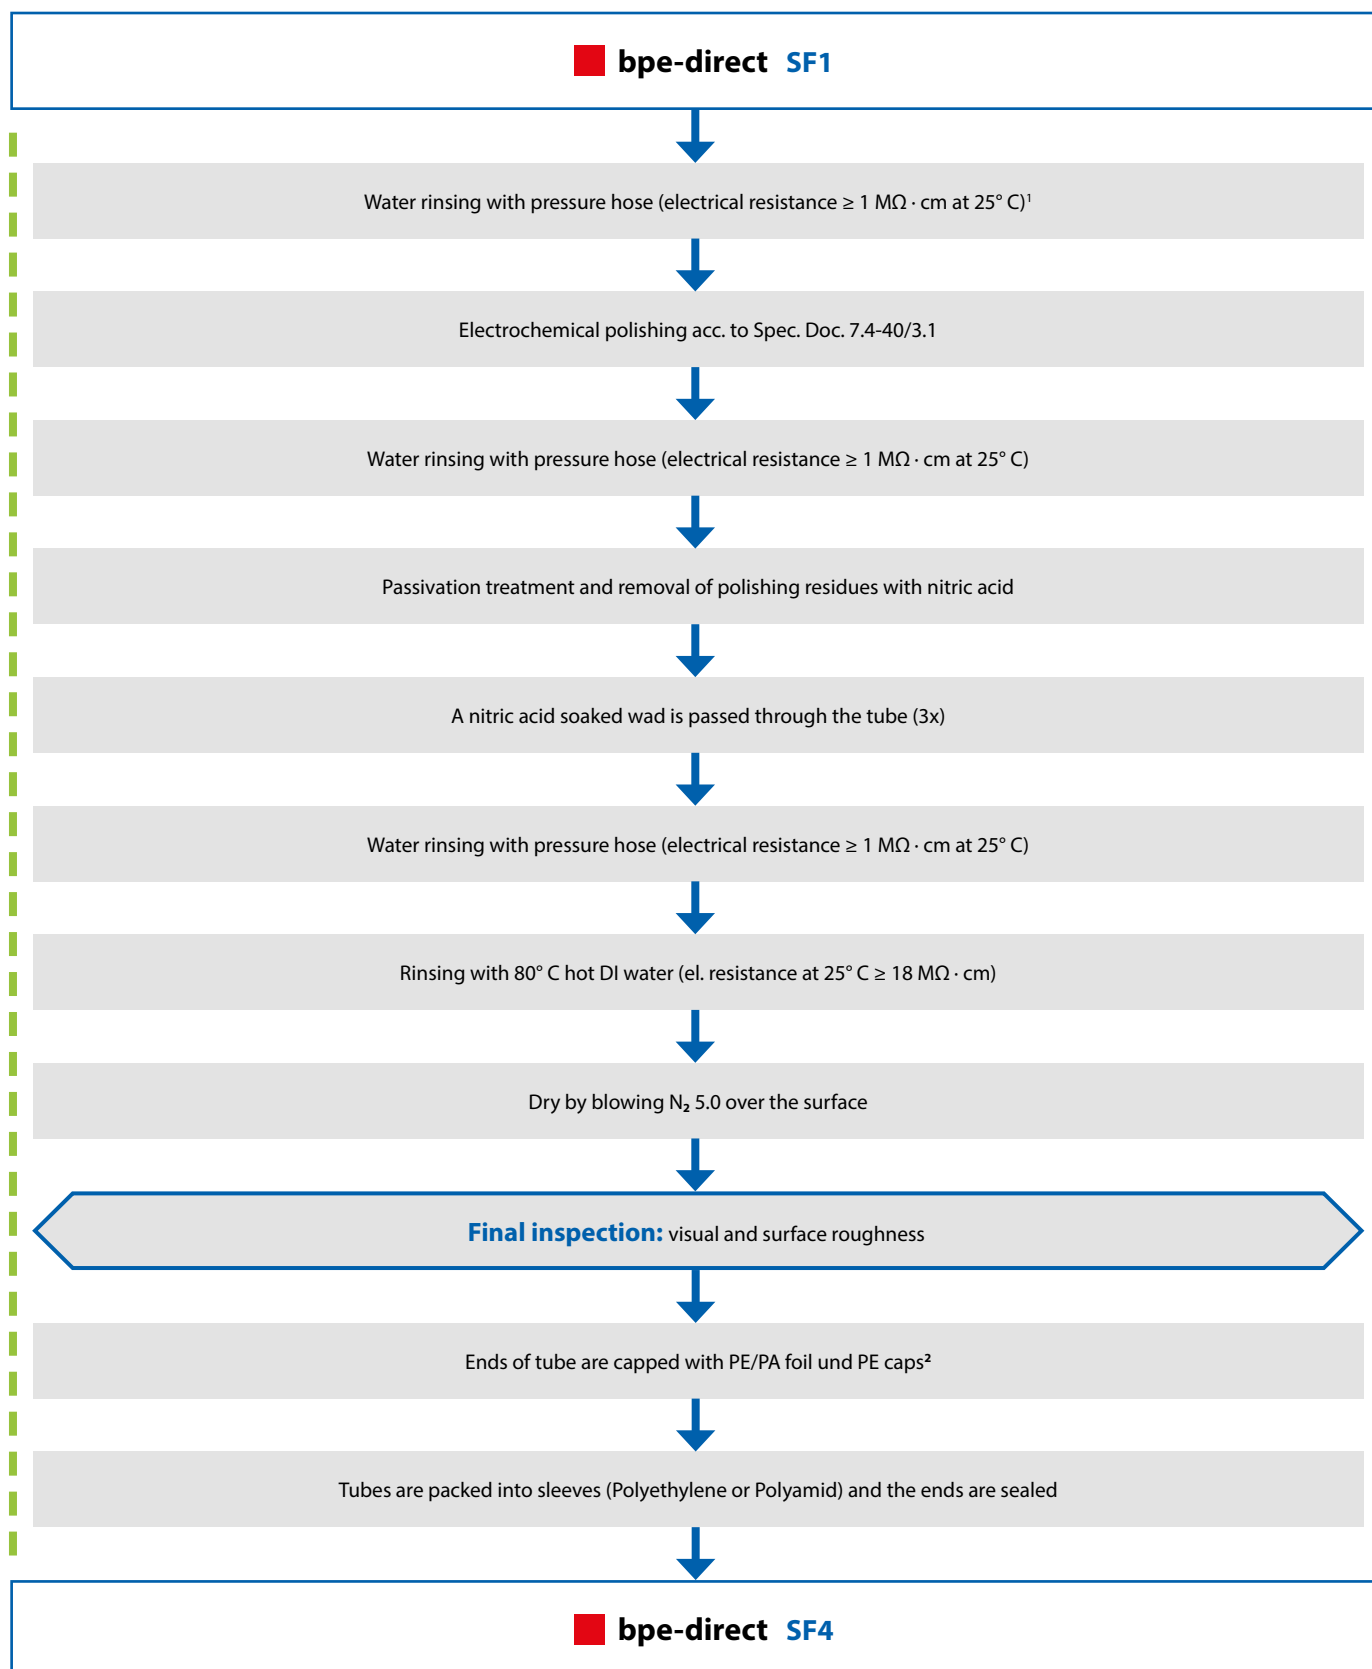 bpe-direct SF1
Water rinsing with pressure hose (electrical resistance ≥ 1 MΩ · cm at 25° C)¹
Electrochemical polishing acc. to Spec. Doc. 7.4-40/3.1
Water rinsing with pressure hose (electrical resistance ≥ 1 MΩ · cm at 25° C)
Passivation treatment and removal of polishing residues with nitric acid
A nitric acid soaked wad is passed through the tube (3x)
Water rinsing with pressure hose (electrical resistance ≥ 1 MΩ · cm at 25° C)
Rinsing with 80° C hot DI water (el. resistance at 25° C ≥ 18 MΩ · cm)
Dry by blowing N₂ 5.0 over the surface
Final inspection: visual and surface roughness
Ends of tube are capped with PE/PA foil und PE caps²
Tubes are packed into sleeves (Polyethylene or Polyamid) and the ends are sealed
bpe-direct SF4